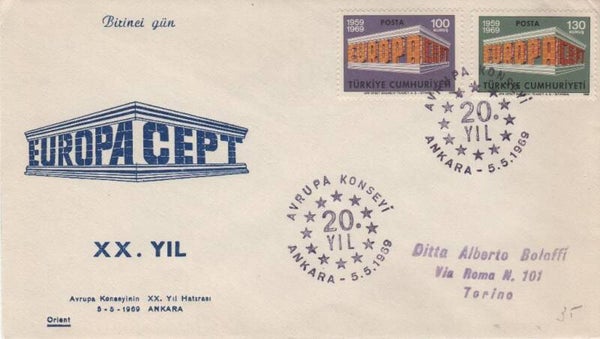 Birinci gün
1959
1969
POSTA
100
KURUŞ
EUROPA CEPT
TÜRKİYE CUMHURİYETİ
1959
1969
POSTA
130
KURUŞ
EUROPA CEPT
TÜRKİYE CUMHURİYETİ
AVRUPA KONSEYİ
20.
YIL
ANKARA - 5.5.1969
EUROPA CEPT
XX. YIL
AVRUPA KONSEYİ
20.
YIL
ANKARA - 5.5.1969
Ditta Alberto Bolaffi
Via Roma N. 101
Torino
Avrupa Konseyinin XX. Yıl Hatırası
5-5-1969 ANKARA
Orient
35